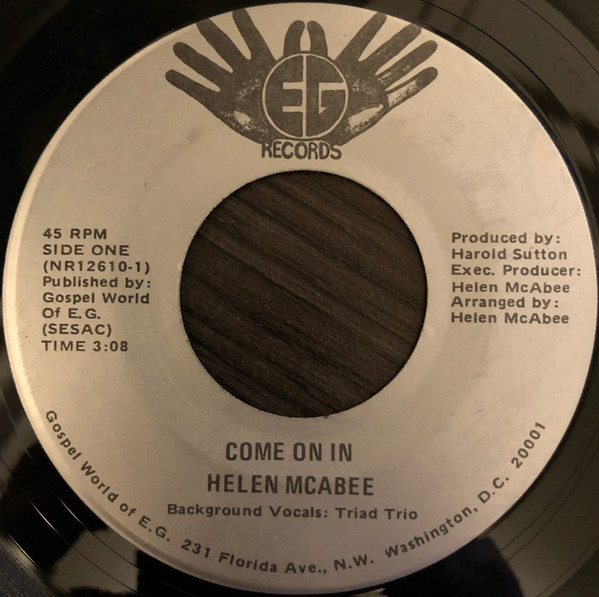 EG
RECORDS
45 RPM
SIDE ONE
(NR12610-1)
Published by:
Gospel World
Of E.G.
(SESAC)
TIME 3:08
Produced by:
Harold Sutton
Exec. Producer:
Helen McAbee
Arranged by:
Helen McAbee
COME ON IN
HELEN MCABEE
Background Vocals: Triad Trio
Gospel World of E.G. 231 Florida Ave., N.W. Washington, D.C. 20001